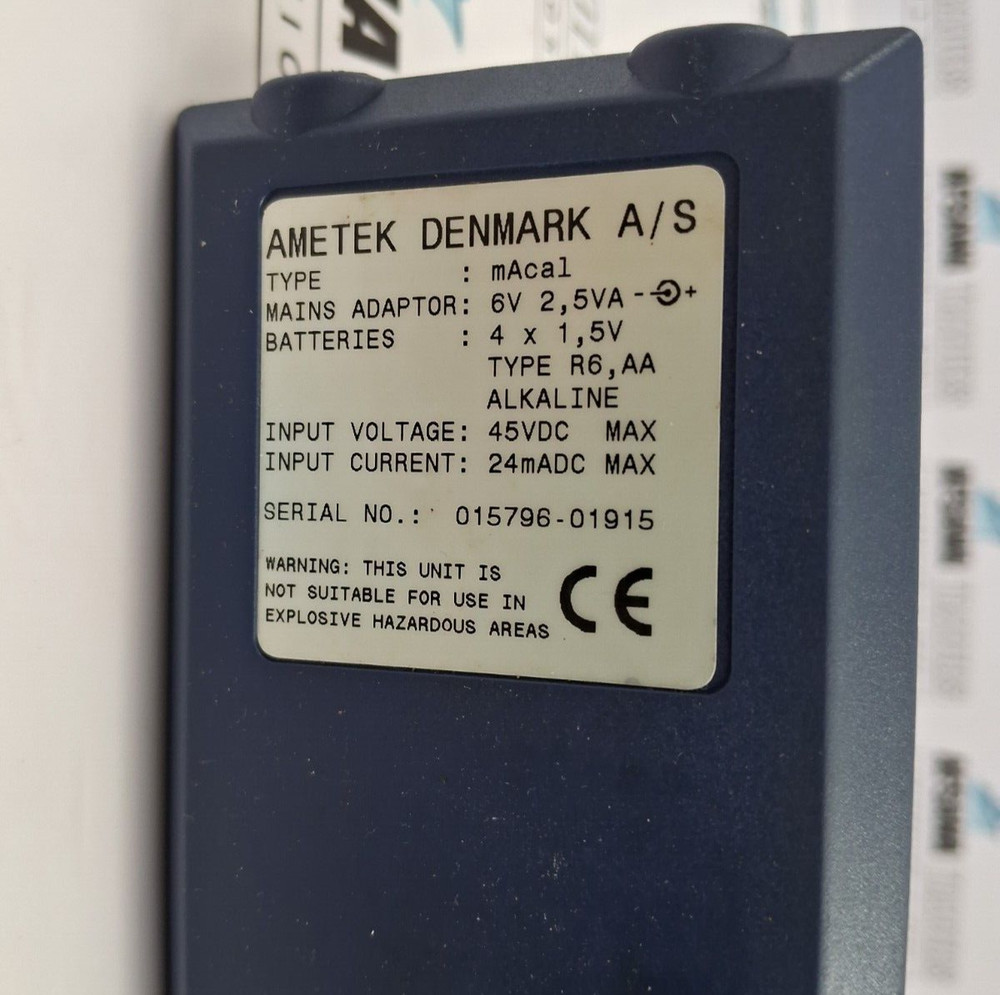 AMETEK DENMARK A/S
TYPE : mAcal
MAINS ADAPTOR: 6V 2,5VA - +
BATTERIES : 4 x 1,5V
TYPE R6,AA
ALKALINE
INPUT VOLTAGE: 45VDC MAX
INPUT CURRENT: 24mADC MAX
SERIAL NO.: 015796-01915
WARNING: THIS UNIT IS
NOT SUITABLE FOR USE IN
EXPLOSIVE HAZARDOUS AREAS
CE